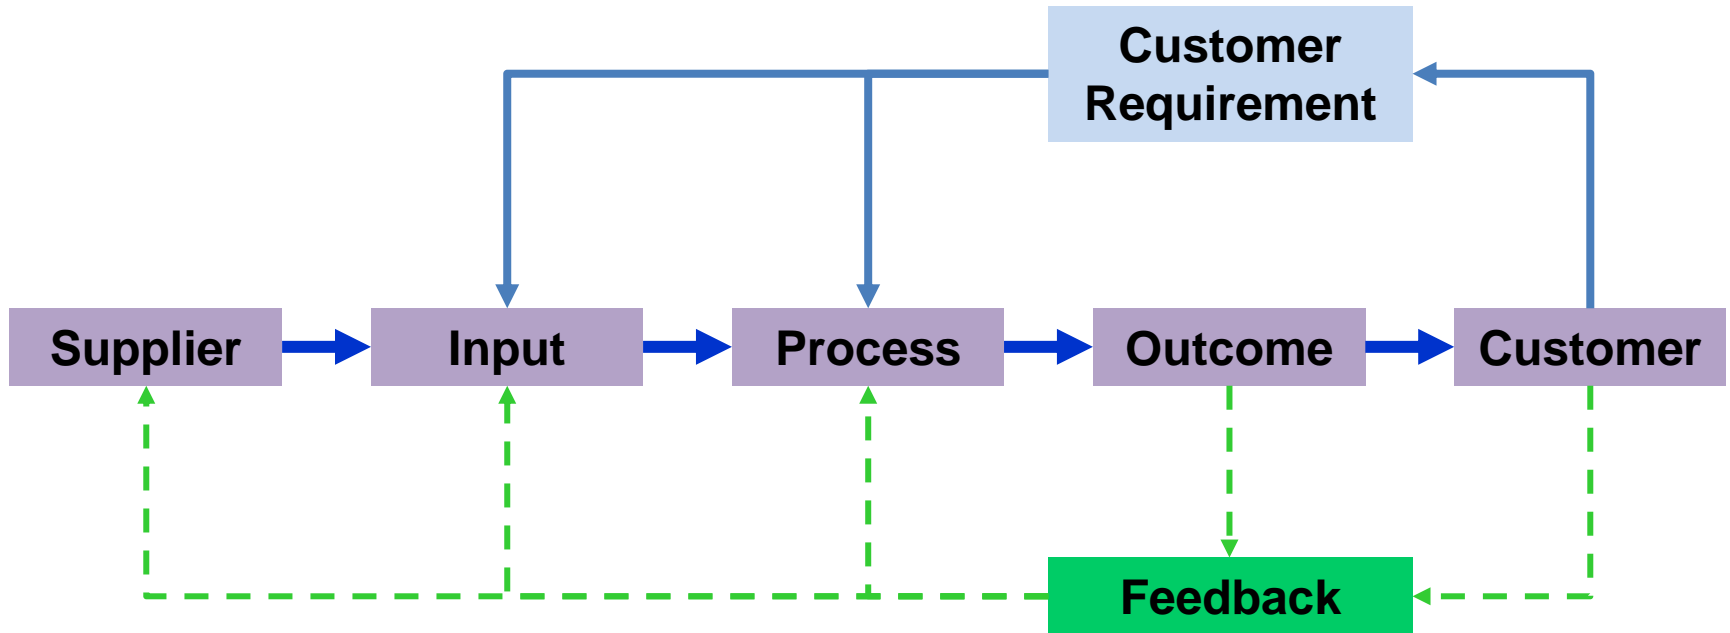 Customer
Requirement
Supplier
Input
Process
Outcome
Customer
Feedback